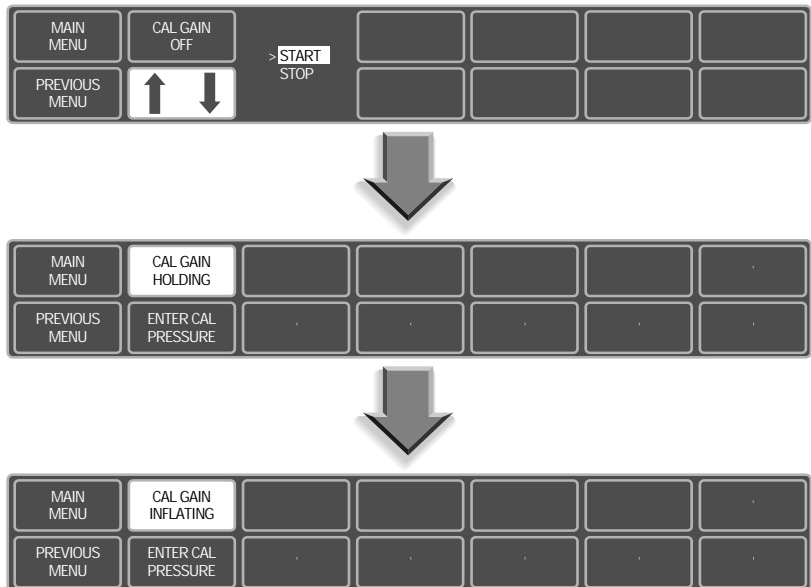 MAIN
MENU
CAL GAIN
OFF
> START
STOP
PREVIOUS
MENU
MAIN
MENU
CAL GAIN
HOLDING
PREVIOUS
MENU
ENTER CAL
PRESSURE
MAIN
MENU
CAL GAIN
INFLATING
PREVIOUS
MENU
ENTER CAL
PRESSURE